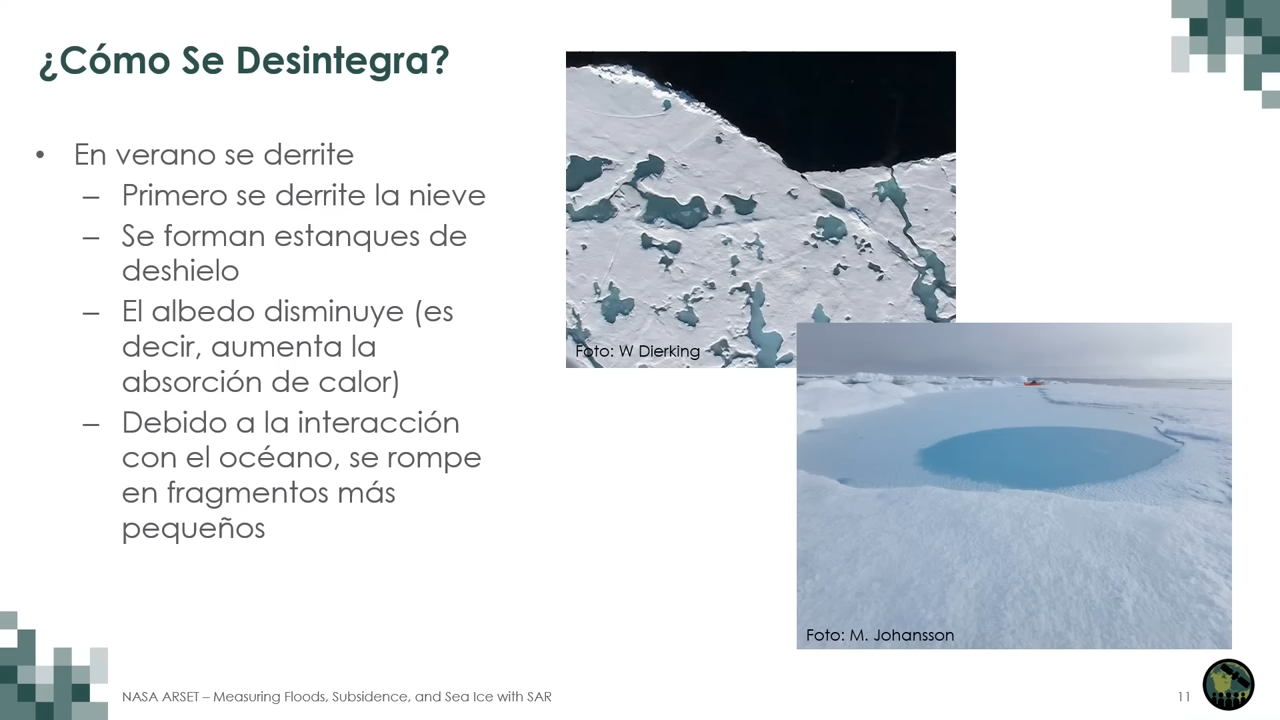 ¿Cómo Se Desintegra?
• En verano se derrite
– Primero se derrite la nieve
– Se forman estanques de
deshielo
– El albedo disminuye (es
decir, aumenta la
absorción de calor)
– Debido a la interacción
con el océano, se rompe
en fragmentos más
pequeños
Foto: W Dierking
Foto: M. Johansson
NASA ARSET – Measuring Floods, Subsidence, and Sea Ice with SAR
11